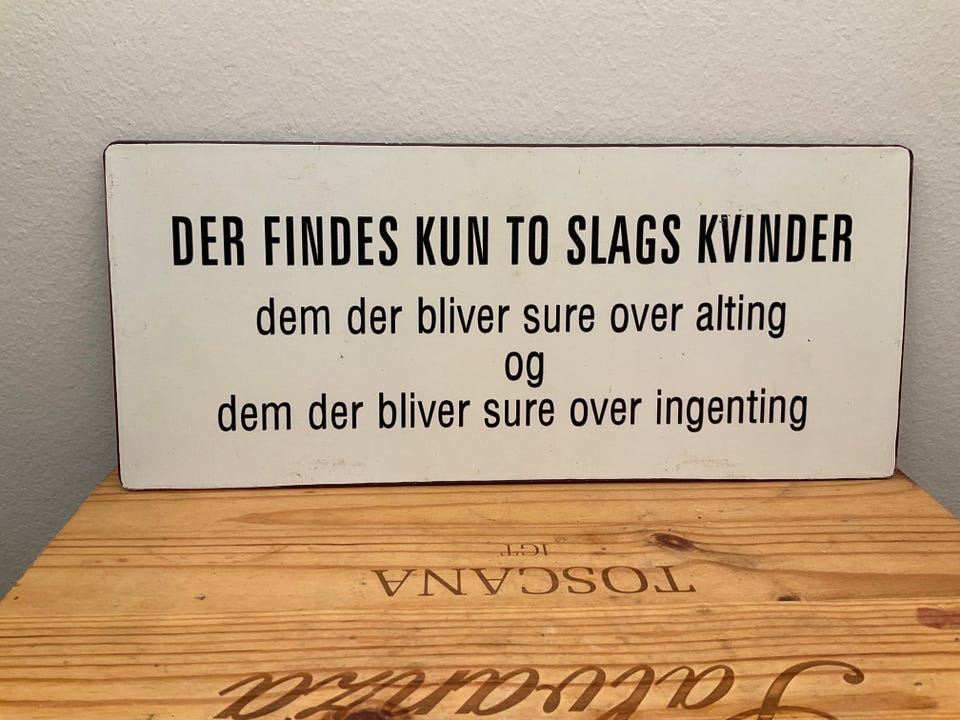 DER FINDES KUN TO SLAGS KVINDER
dem der bliver sure over alting
og
dem der bliver sure over ingenting
IGT
TOSCANA
Salvanza